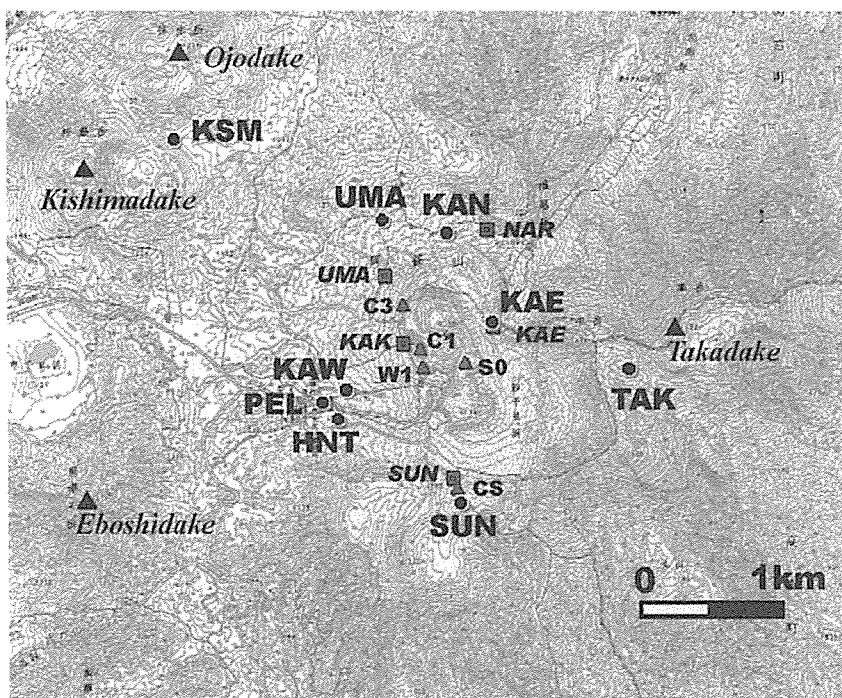 Ojodake
KSM
Kishimadake
UMA
KAN
NAR
UMA
C3
KAE
KAE
KAK
C1
Takadake
W1
S0
KAW
TAK
PEL
HNT
SUN
CS
SUN
Eboshidake
0 1km